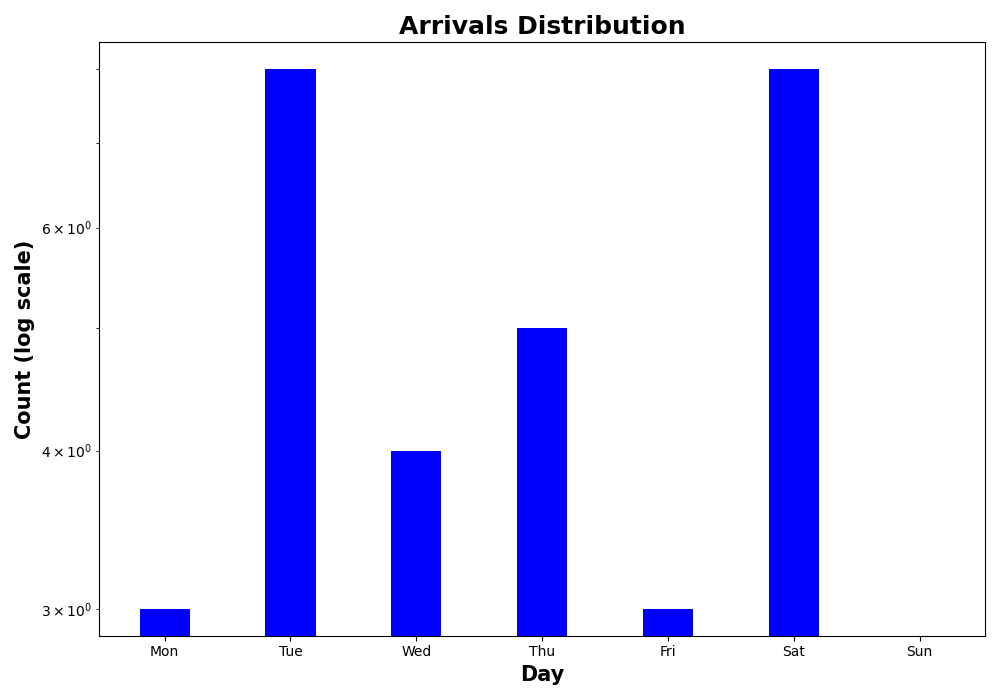 Arrivals Distribution
Count (log scale)
6 × 10⁰
4 × 10⁰
3 × 10⁰
Mon Tue Wed Thu Fri Sat Sun
Day